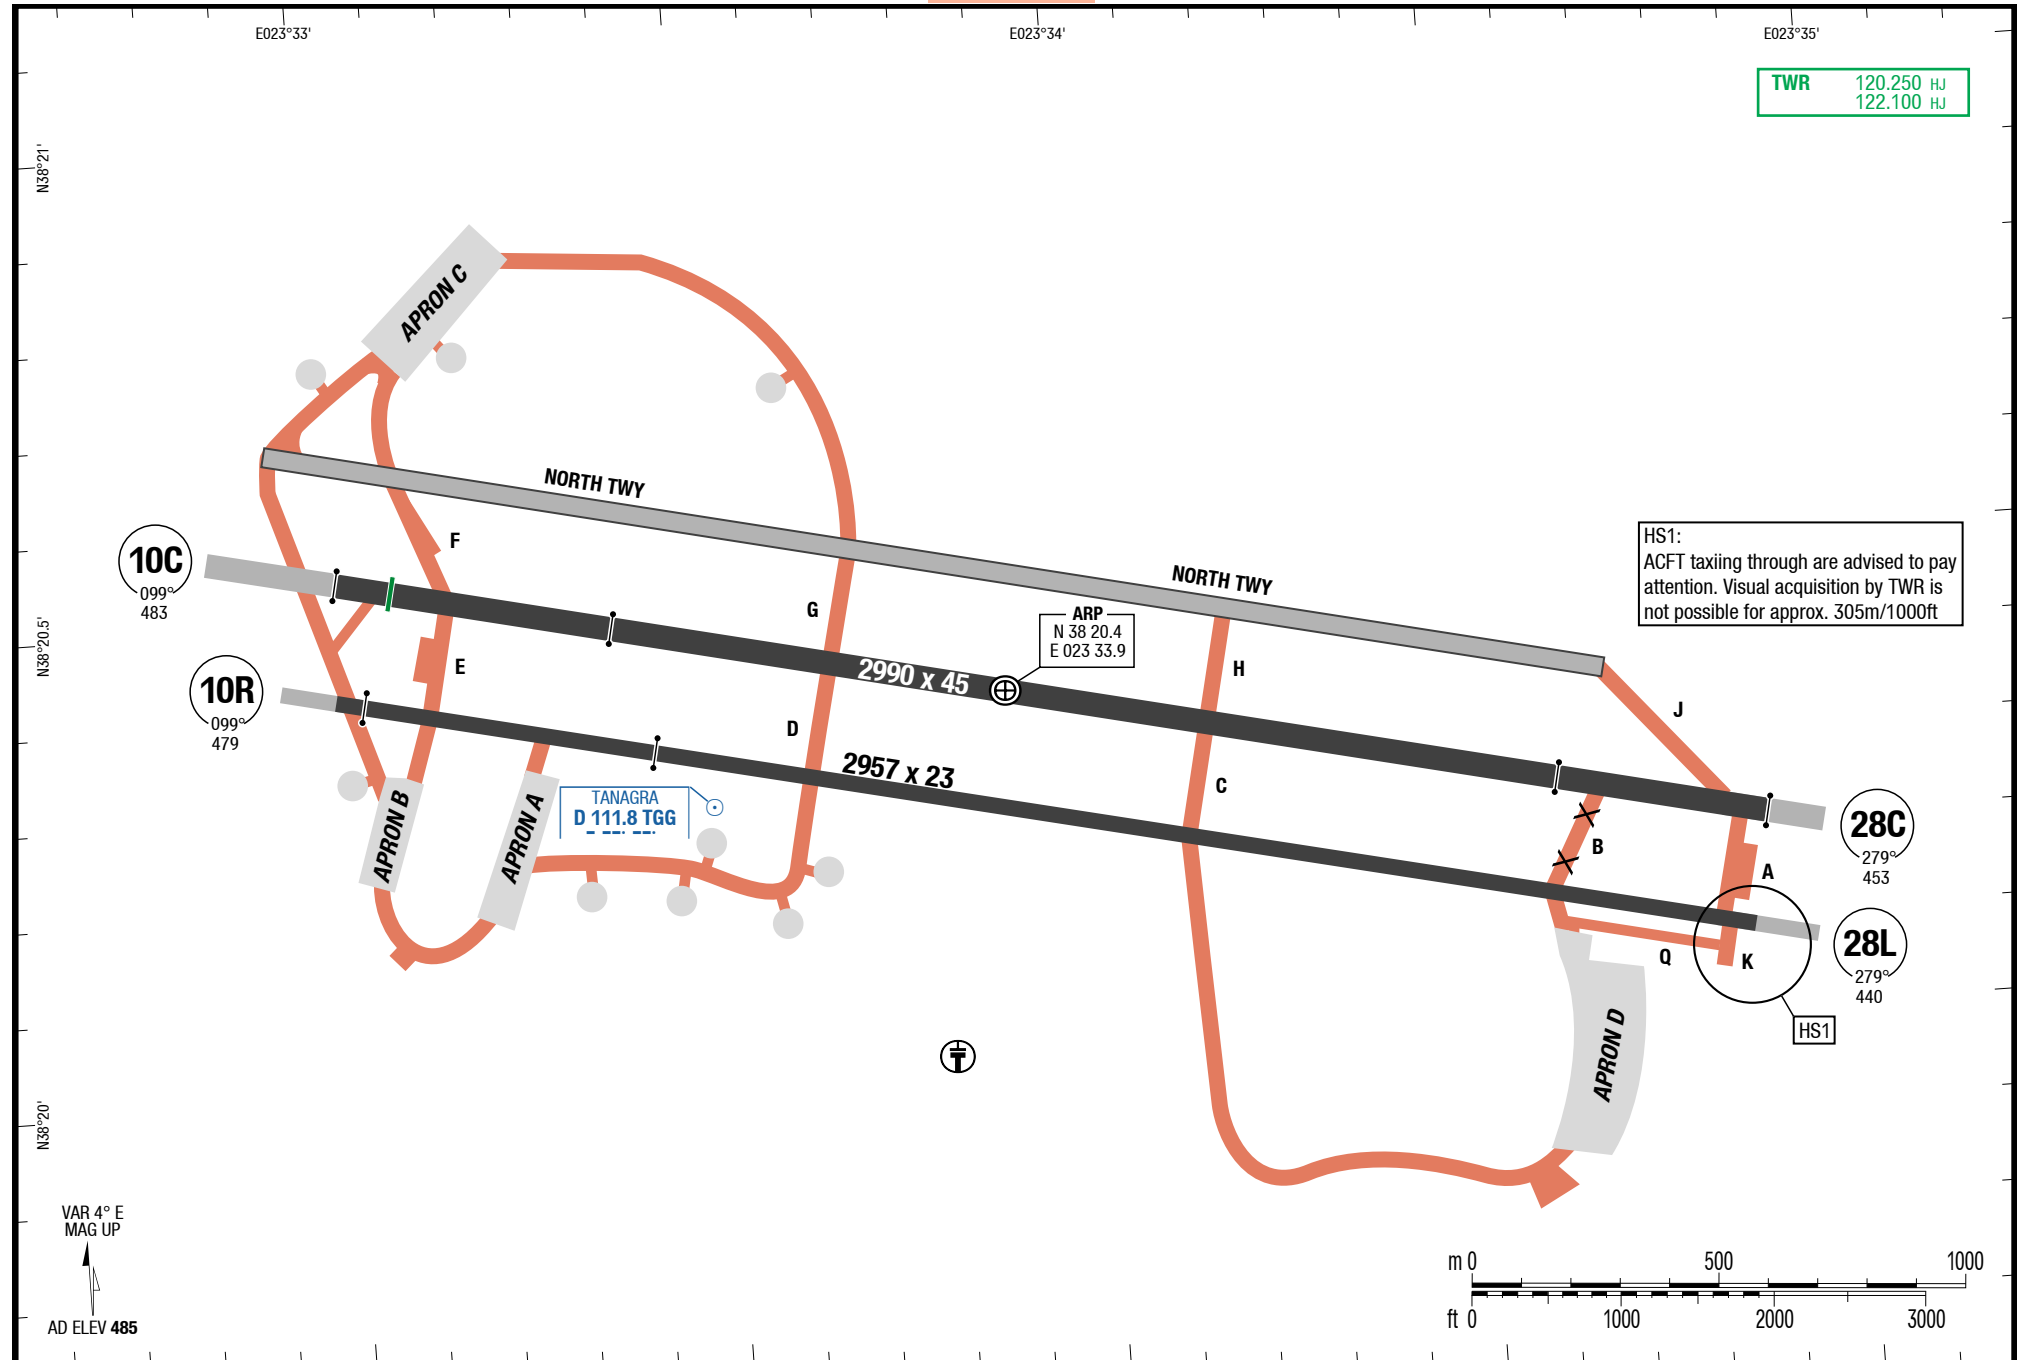 E023°33'
E023°34'
E023°35'
TWR 120.250 HJ
122.100 HJ
N38°21'
APRON C
NORTH TWY
F
10C
099°
483
HS1:
ACFT taxiing through are advised to pay
attention. Visual acquisition by TWR is
not possible for approx. 305m/1000ft
NORTH TWY
G
ARP
N 38 20.4
E 023 33.9
N38°20.5'
E
H
2990 x 45
10R
099°
479
J
D
2957 x 23
C
TANAGRA
D 111.8 TGG
B
28C
279°
453
A
APRON B
APRON A
28L
279°
440
Q
K
HS1
APRON D
N38°20'
VAR 4° E
MAG UP
AD ELEV 485
m 0 500 1000
ft 0 1000 2000 3000